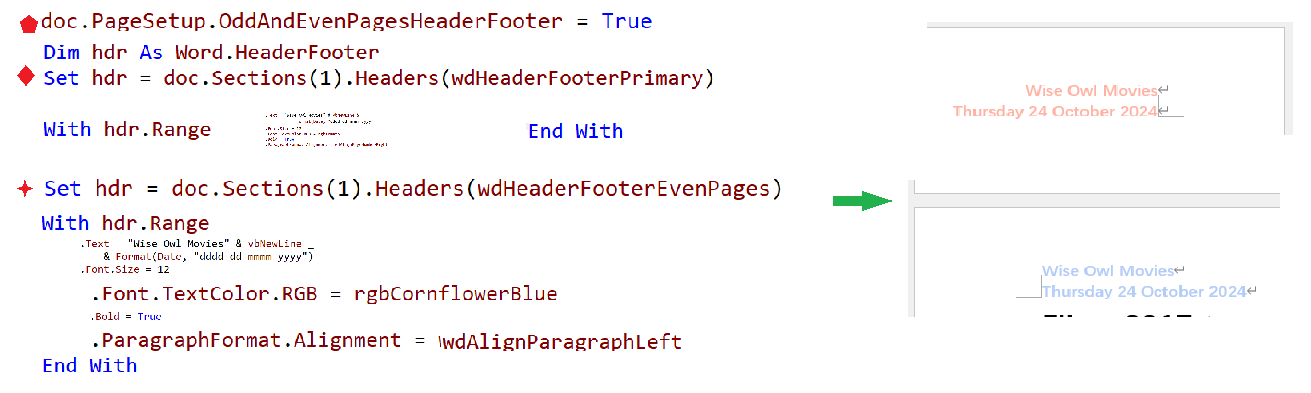 doc.PageSetup.OddAndEvenPagesHeaderFooter = True
Dim hdr As Word.HeaderFooter
Set hdr = doc.Sections(1).Headers(wdHeaderFooterPrimary)
With hdr.Range
End With
Set hdr = doc.Sections(1).Headers(wdHeaderFooterEvenPages)
With hdr.Range
.Text "Wise Owl Movies" & vbNewLine _
& Format(Date, "dddd dd mmmm yyyy")
.Font.Size = 12
.Font.TextColor.RGB = rgbCornflowerBlue
.Bold = True
.ParagraphFormat.Alignment = wdAlignParagraphLeft
End With
Wise Owl Movies↵
Thursday 24 October 2024↵
Wise Owl Movies↵
Thursday 24 October 2024↵